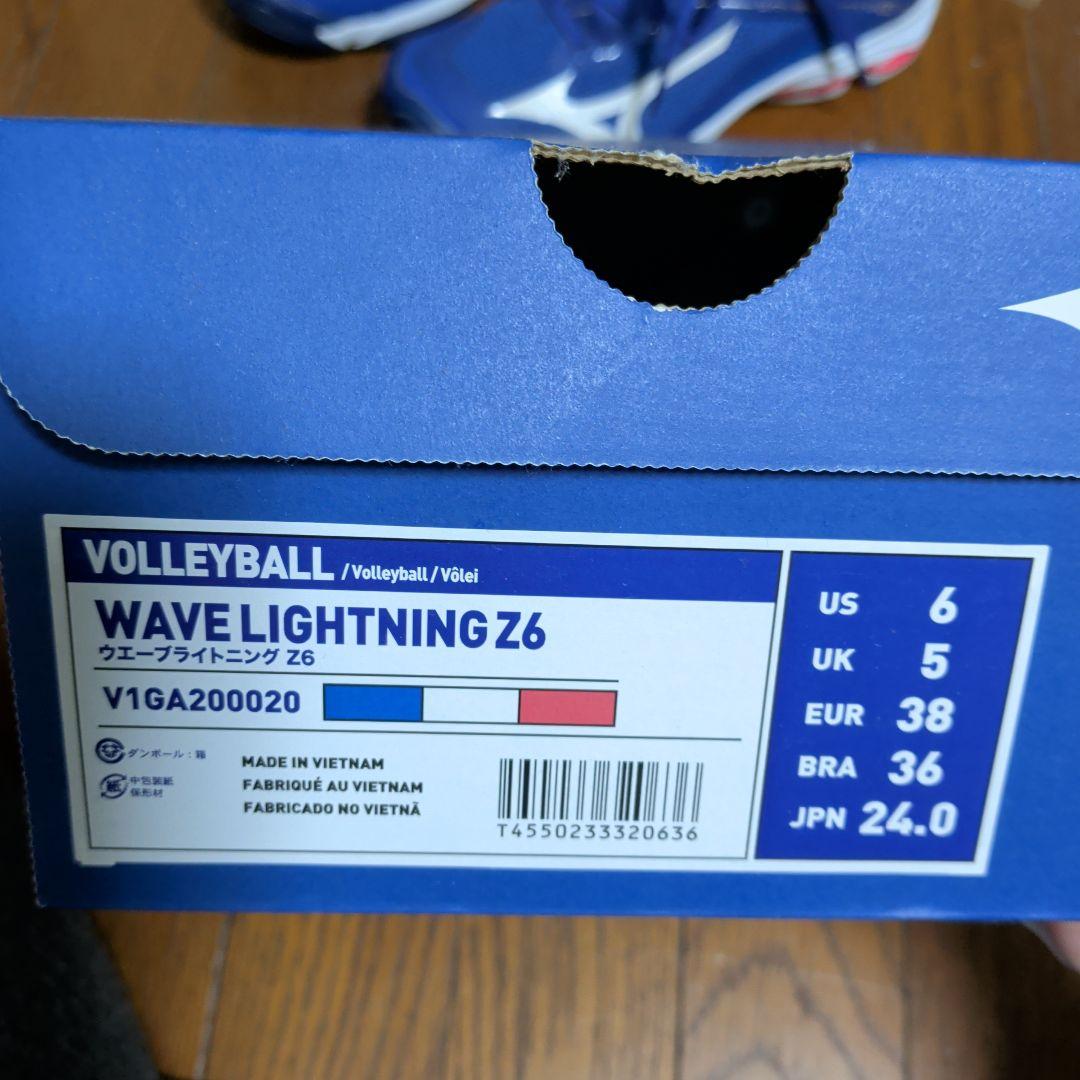 VOLLEYBALL / Volleyball / Vôlei
WAVE LIGHTNING Z6
ウエーブライトニング Z6
V1GA200020
ダンボール：箱
紙
中包装紙
保形材
MADE IN VIETNAM
FABRIQUÉ AU VIETNAM
FABRICADO NO VIETNÃ
T4550233320636
US 6
UK 5
EUR 38
BRA 36
JPN 24.0